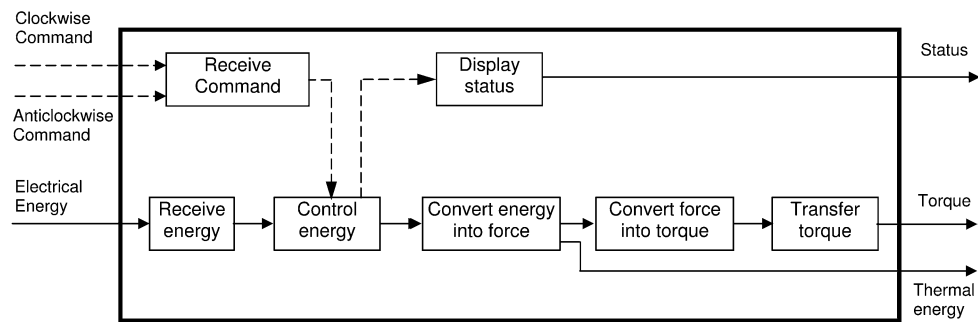 Clockwise
Command
Receive
Command
Display
status
Status
Anticlockwise
Command
Electrical
Energy
Receive
energy
Control
energy
Convert energy
into force
Convert force
into torque
Transfer
torque
Torque
Thermal
energy